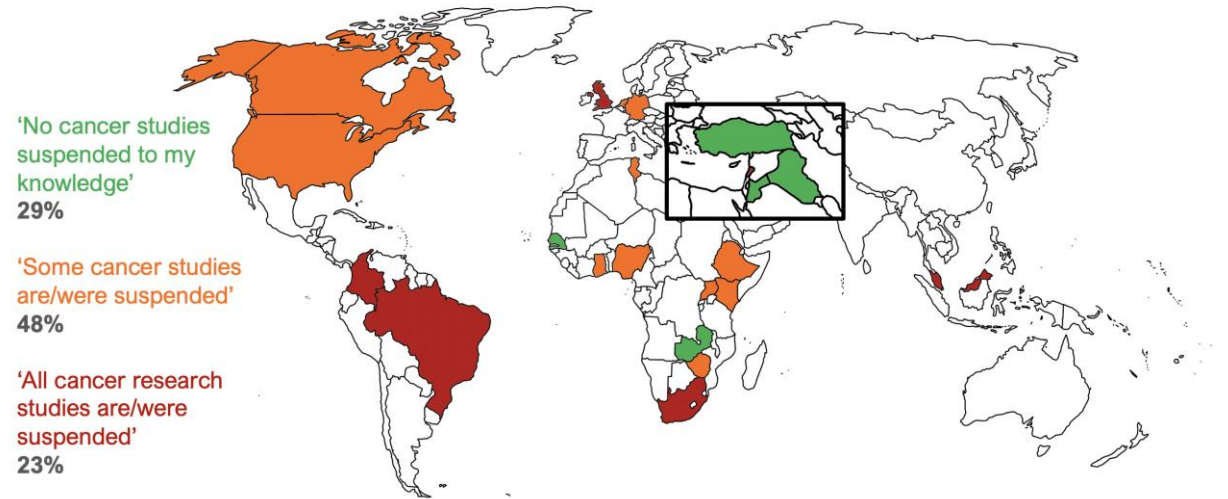 ‘No cancer studies
suspended to my
knowledge’
29%
‘Some cancer studies
are/were suspended’
48%
‘All cancer research
studies are/were
suspended’
23%